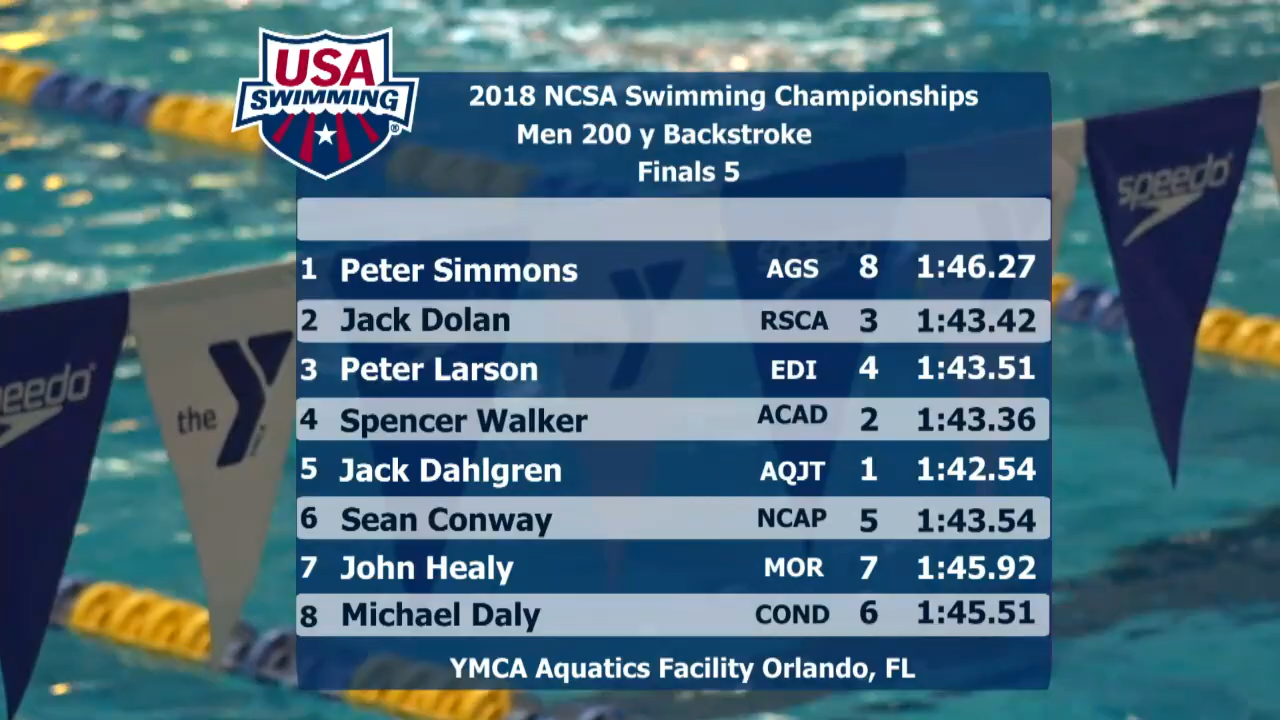 USA
SWIMMING
®
2018 NCSA Swimming Championships
Men 200 y Backstroke
Finals 5
1 Peter Simmons AGS 8 1:46.27
2 Jack Dolan RSCA 3 1:43.42
3 Peter Larson EDI 4 1:43.51
4 Spencer Walker ACAD 2 1:43.36
5 Jack Dahlgren AQJT 1 1:42.54
6 Sean Conway NCAP 5 1:43.54
7 John Healy MOR 7 1:45.92
8 Michael Daly COND 6 1:45.51
YMCA Aquatics Facility Orlando, FL
speedo
the Y
speedo